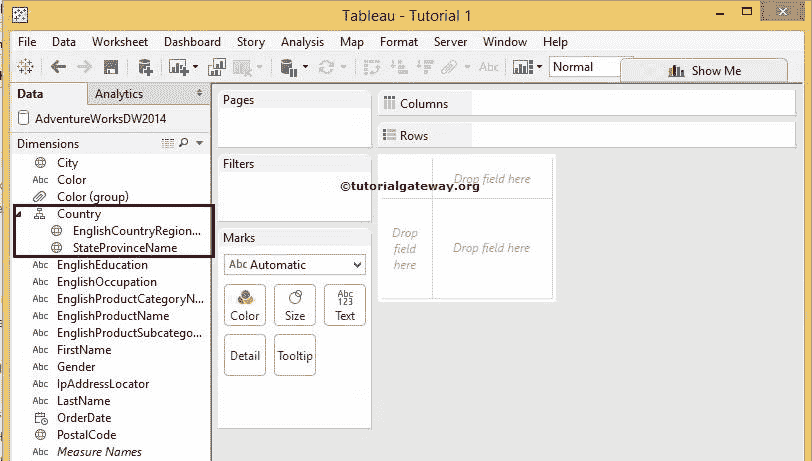 Tableau - Tutorial 1
File Data Worksheet Dashboard Story Analysis Map Format Server Window Help
Abc Normal Show Me
Data Analytics
AdventureWorksDW2014
Dimensions
City
Abc Color
Color (group)
Country
EnglishCountryRegion...
StateProvinceName
Abc EnglishEducation
Abc EnglishOccupation
Abc EnglishProductCategoryN...
Abc EnglishProductName
Abc EnglishProductSubcatego...
Abc FirstName
Abc Gender
Abc IpAddressLocator
Abc LastName
OrderDate
PostalCode
Abc Measure Names
Pages
Filters
Marks
Abc Automatic
Color
Size
Abc
123
Text
Detail
Tooltip
Columns
Rows
©tutorialgateway.org
Drop field here
Drop
field
here
Drop field here